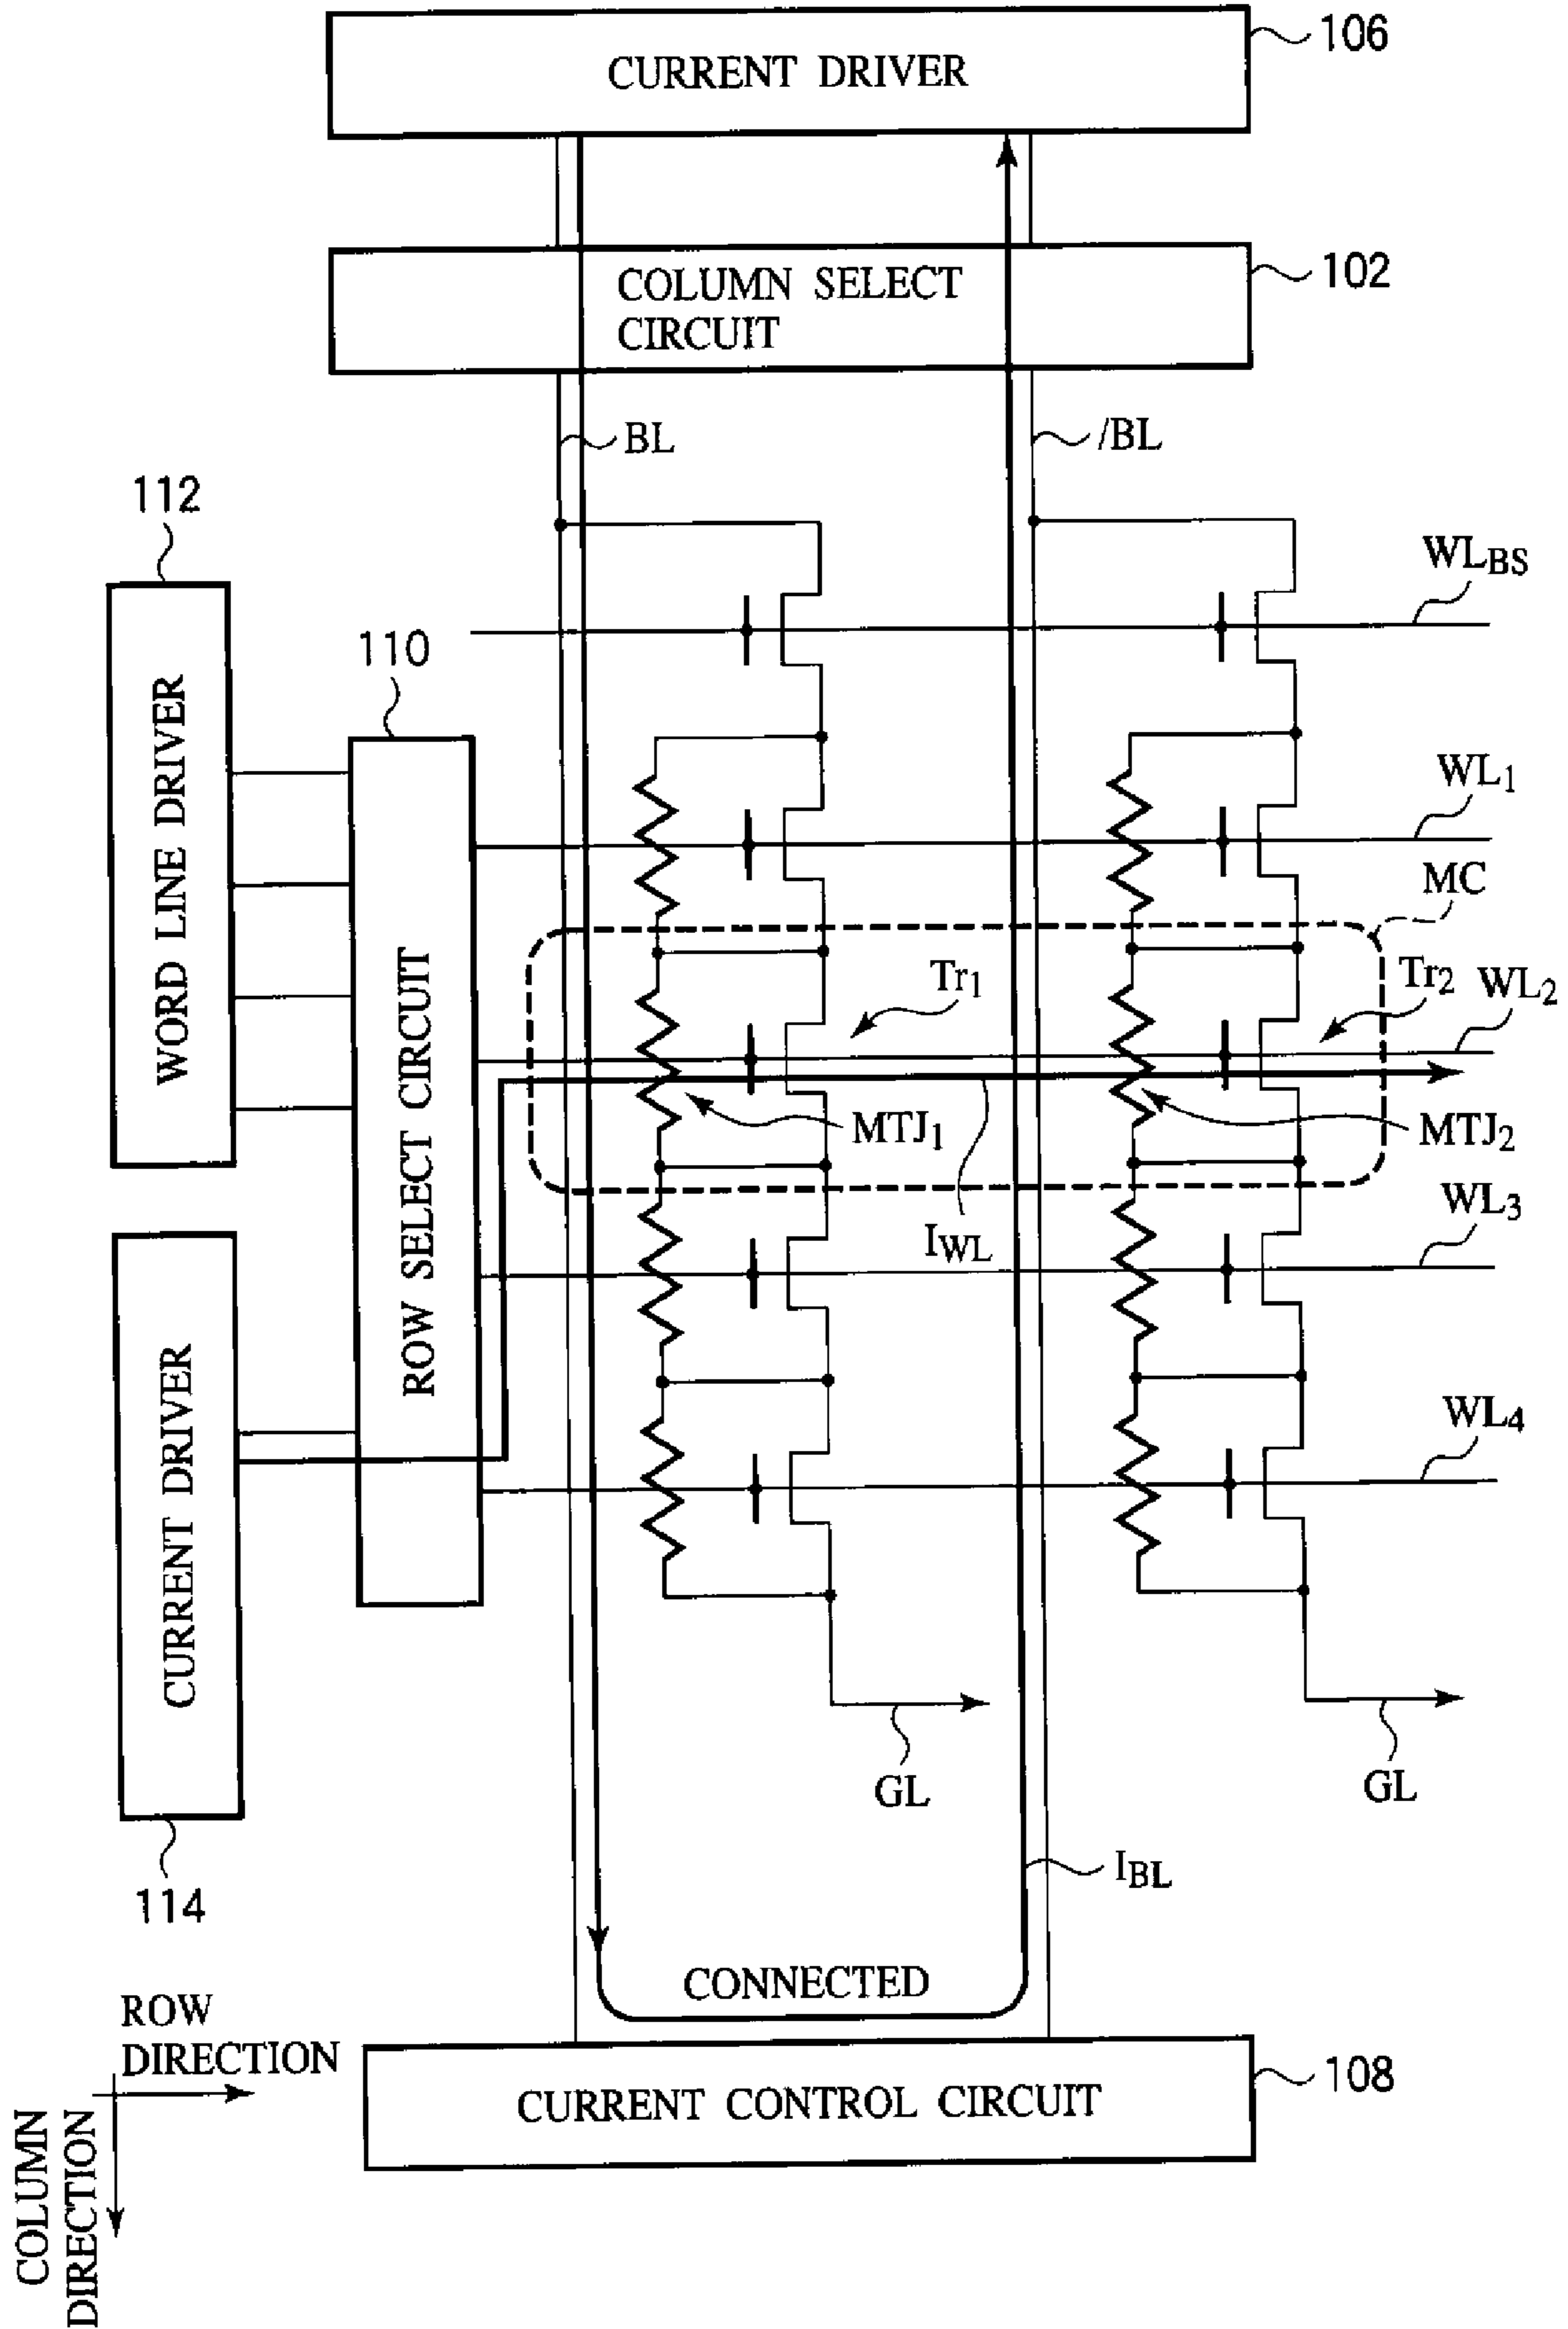 CURRENT DRIVER
106
COLUMN SELECT
CIRCUIT
102
BL
/BL
112
WLBS
110
WORD LINE DRIVER
WL1
MC
ROW SELECT CIRCUIT
Tr1
Tr2
WL2
MTJ1
MTJ2
IWL
WL3
CURRENT DRIVER
WL4
GL
GL
114
IBL
CONNECTED
ROW
DIRECTION
COLUMN
DIRECTION
CURRENT CONTROL CIRCUIT
108